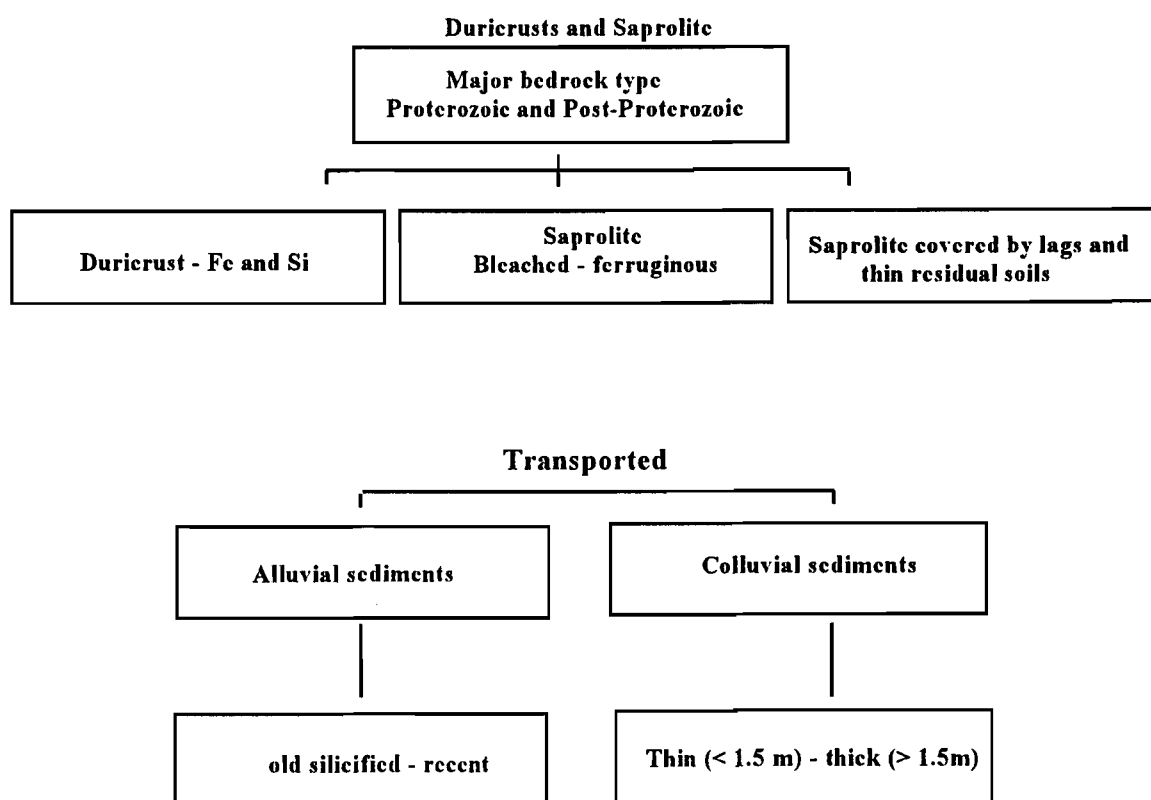 Duricrusts and Saprolite
Major bedrock type
Proterozoic and Post-Proterozoic
Duricrust - Fe and Si
Saprolite
Bleached - ferruginous
Saprolite covered by lags and
thin residual soils
Transported
Alluvial sediments
Colluvial sediments
old silicified - recent
Thin (< 1.5 m) - thick (> 1.5m)